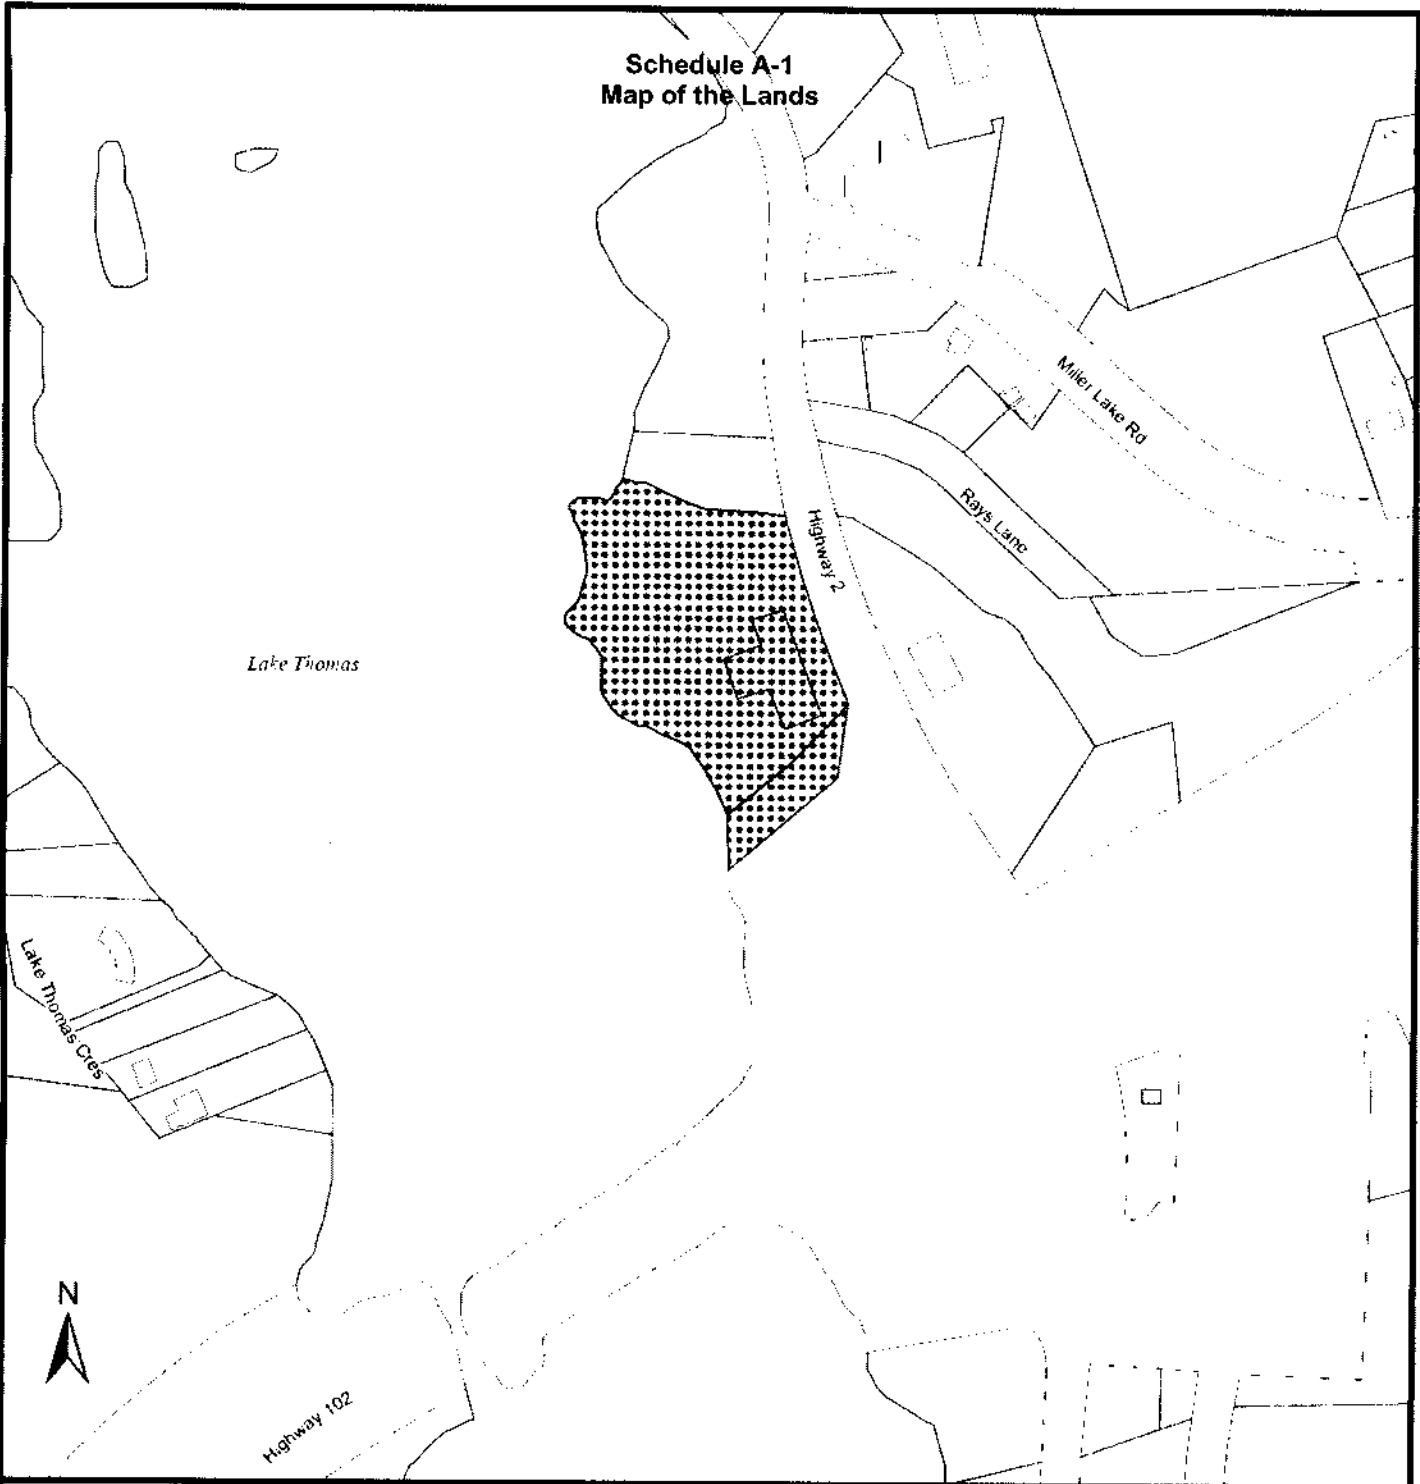 Schedule A-1
Map of the Lands
Miller Lake Rd
Rays Lane
Highway 2
Lake Thomas
Lake Thomas Cres
N
Highway 102